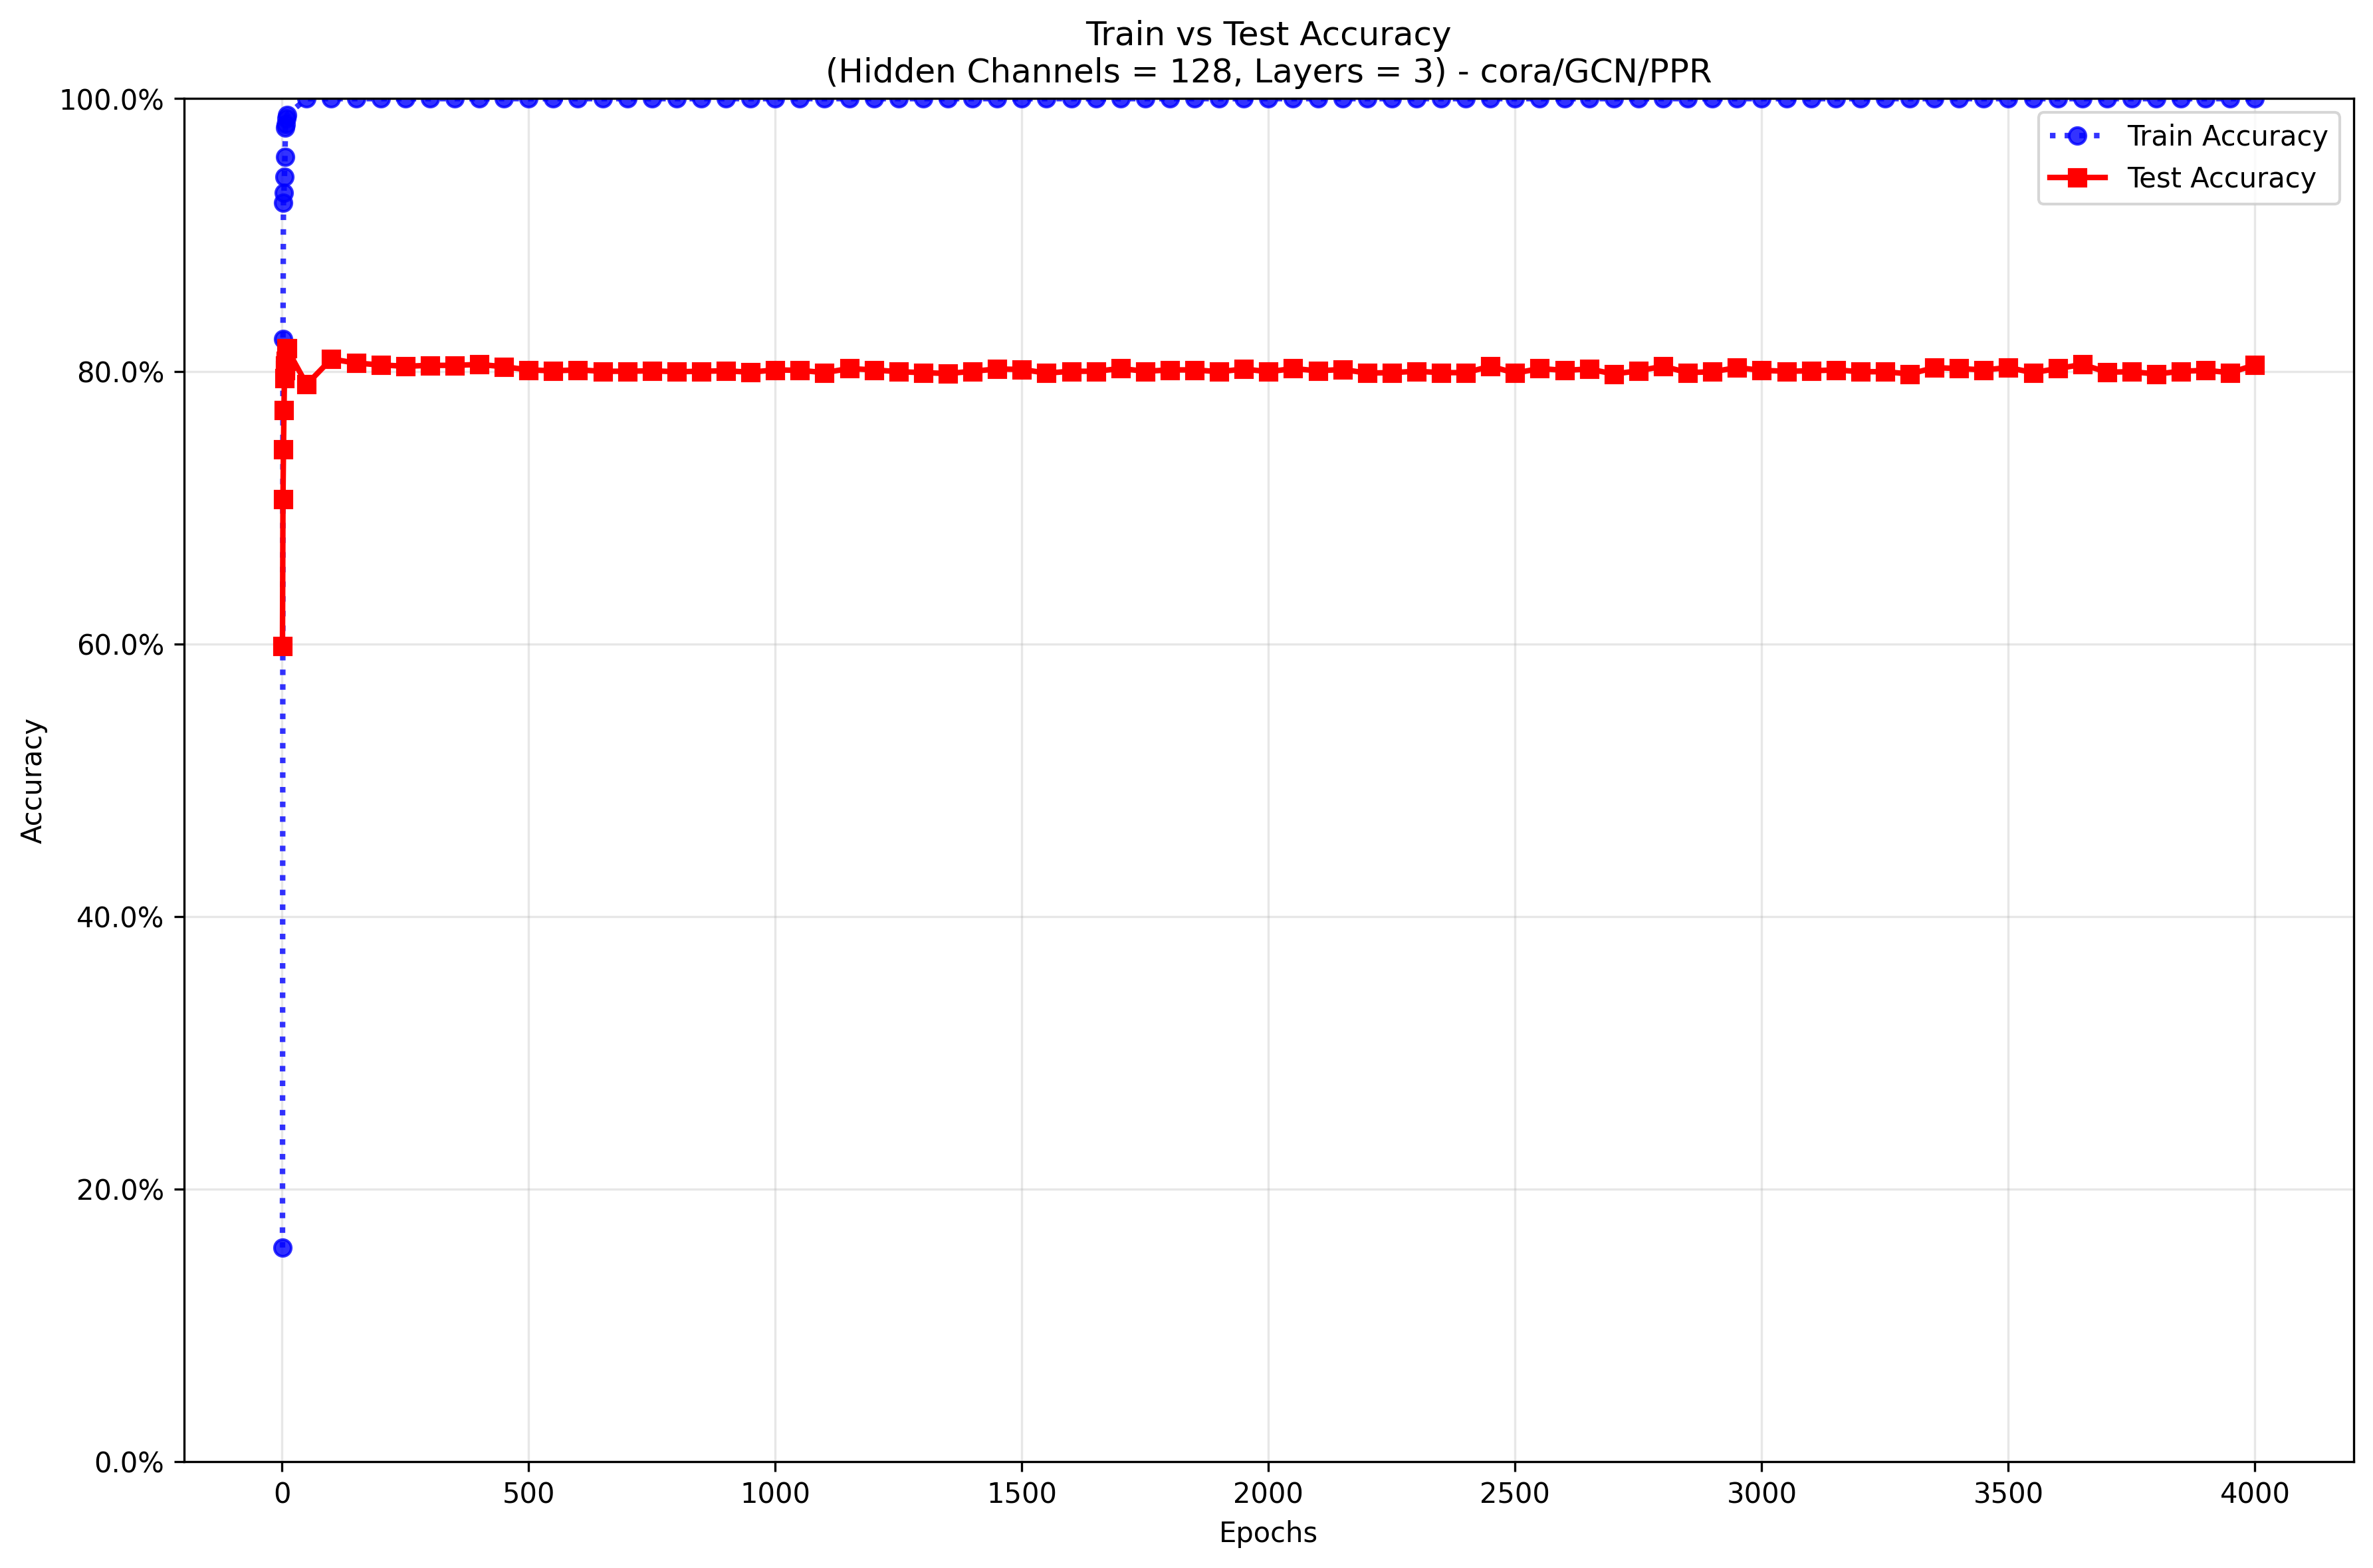 Train vs Test Accuracy
(Hidden Channels = 128, Layers = 3) - cora/GCN/PPR
100.0%
80.0%
60.0%
40.0%
20.0%
0.0%
Accuracy
Train Accuracy
Test Accuracy
0 500 1000 1500 2000 2500 3000 3500 4000
Epochs